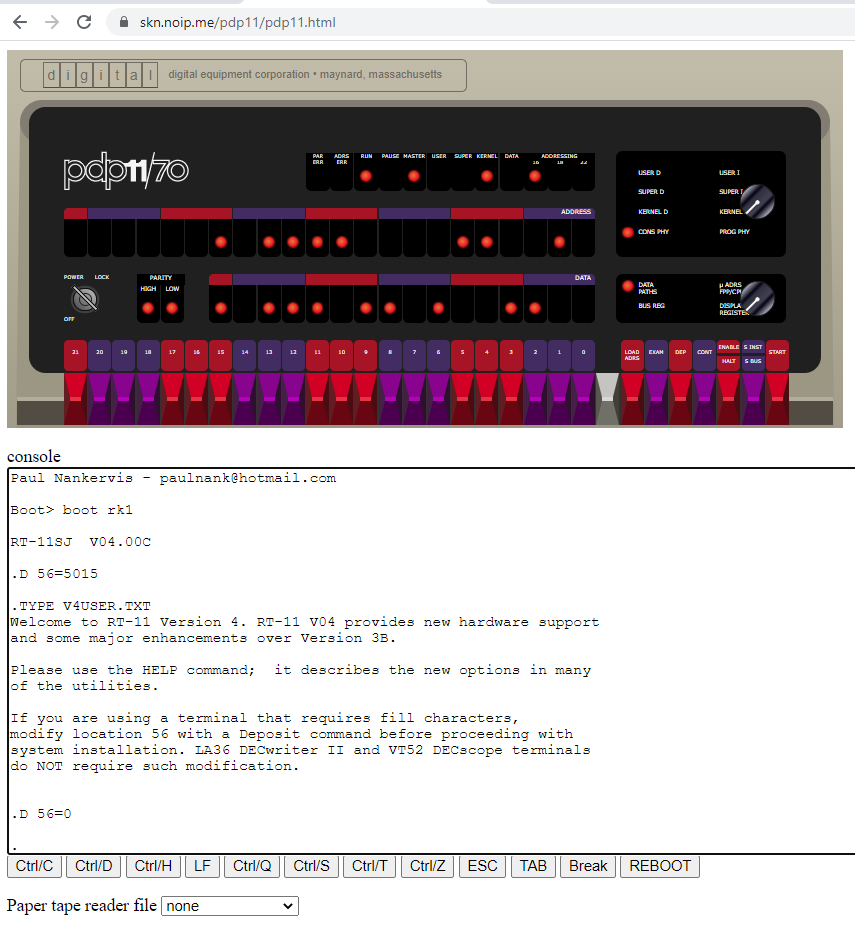 skn.noip.me/pdp11/pdp11.html
digital digital equipment corporation • maynard, massachusetts
pdp11/70
PAR ERR ADRS ERR RUN PAUSE MASTER USER SUPER KERNEL DATA ADDRESSING 16 18 22
USER D USER I
SUPER D SUPER I
KERNEL D KERNEL
CONS PHY PROG PHY
ADDRESS
POWER LOCK
OFF
PARITY
HIGH LOW
DATA
DATA PATHS µ ADRS FPP/CP
BUS REG DISPLA REGISTER
21 20 19 18 17 16 15 14 13 12 11 10 9 8 7 6 5 4 3 2 1 0 LOAD ADRS EXAM DEP CONT ENABLE HALT S INST S BUS START
console
Paul Nankervis - paulnank@hotmail.com
Boot> boot rk1
RT-11SJ  V04.00C
.D 56=5015
.TYPE V4USER.TXT
Welcome to RT-11 Version 4. RT-11 V04 provides new hardware support
and some major enhancements over Version 3B.
Please use the HELP command;  it describes the new options in many
of the utilities.
If you are using a terminal that requires fill characters,
modify location 56 with a Deposit command before proceeding with
system installation. LA36 DECwriter II and VT52 DECscope terminals
do NOT require such modification.
.D 56=0
.
Ctrl/C Ctrl/D Ctrl/H LF Ctrl/Q Ctrl/S Ctrl/T Ctrl/Z ESC TAB Break REBOOT
Paper tape reader file none